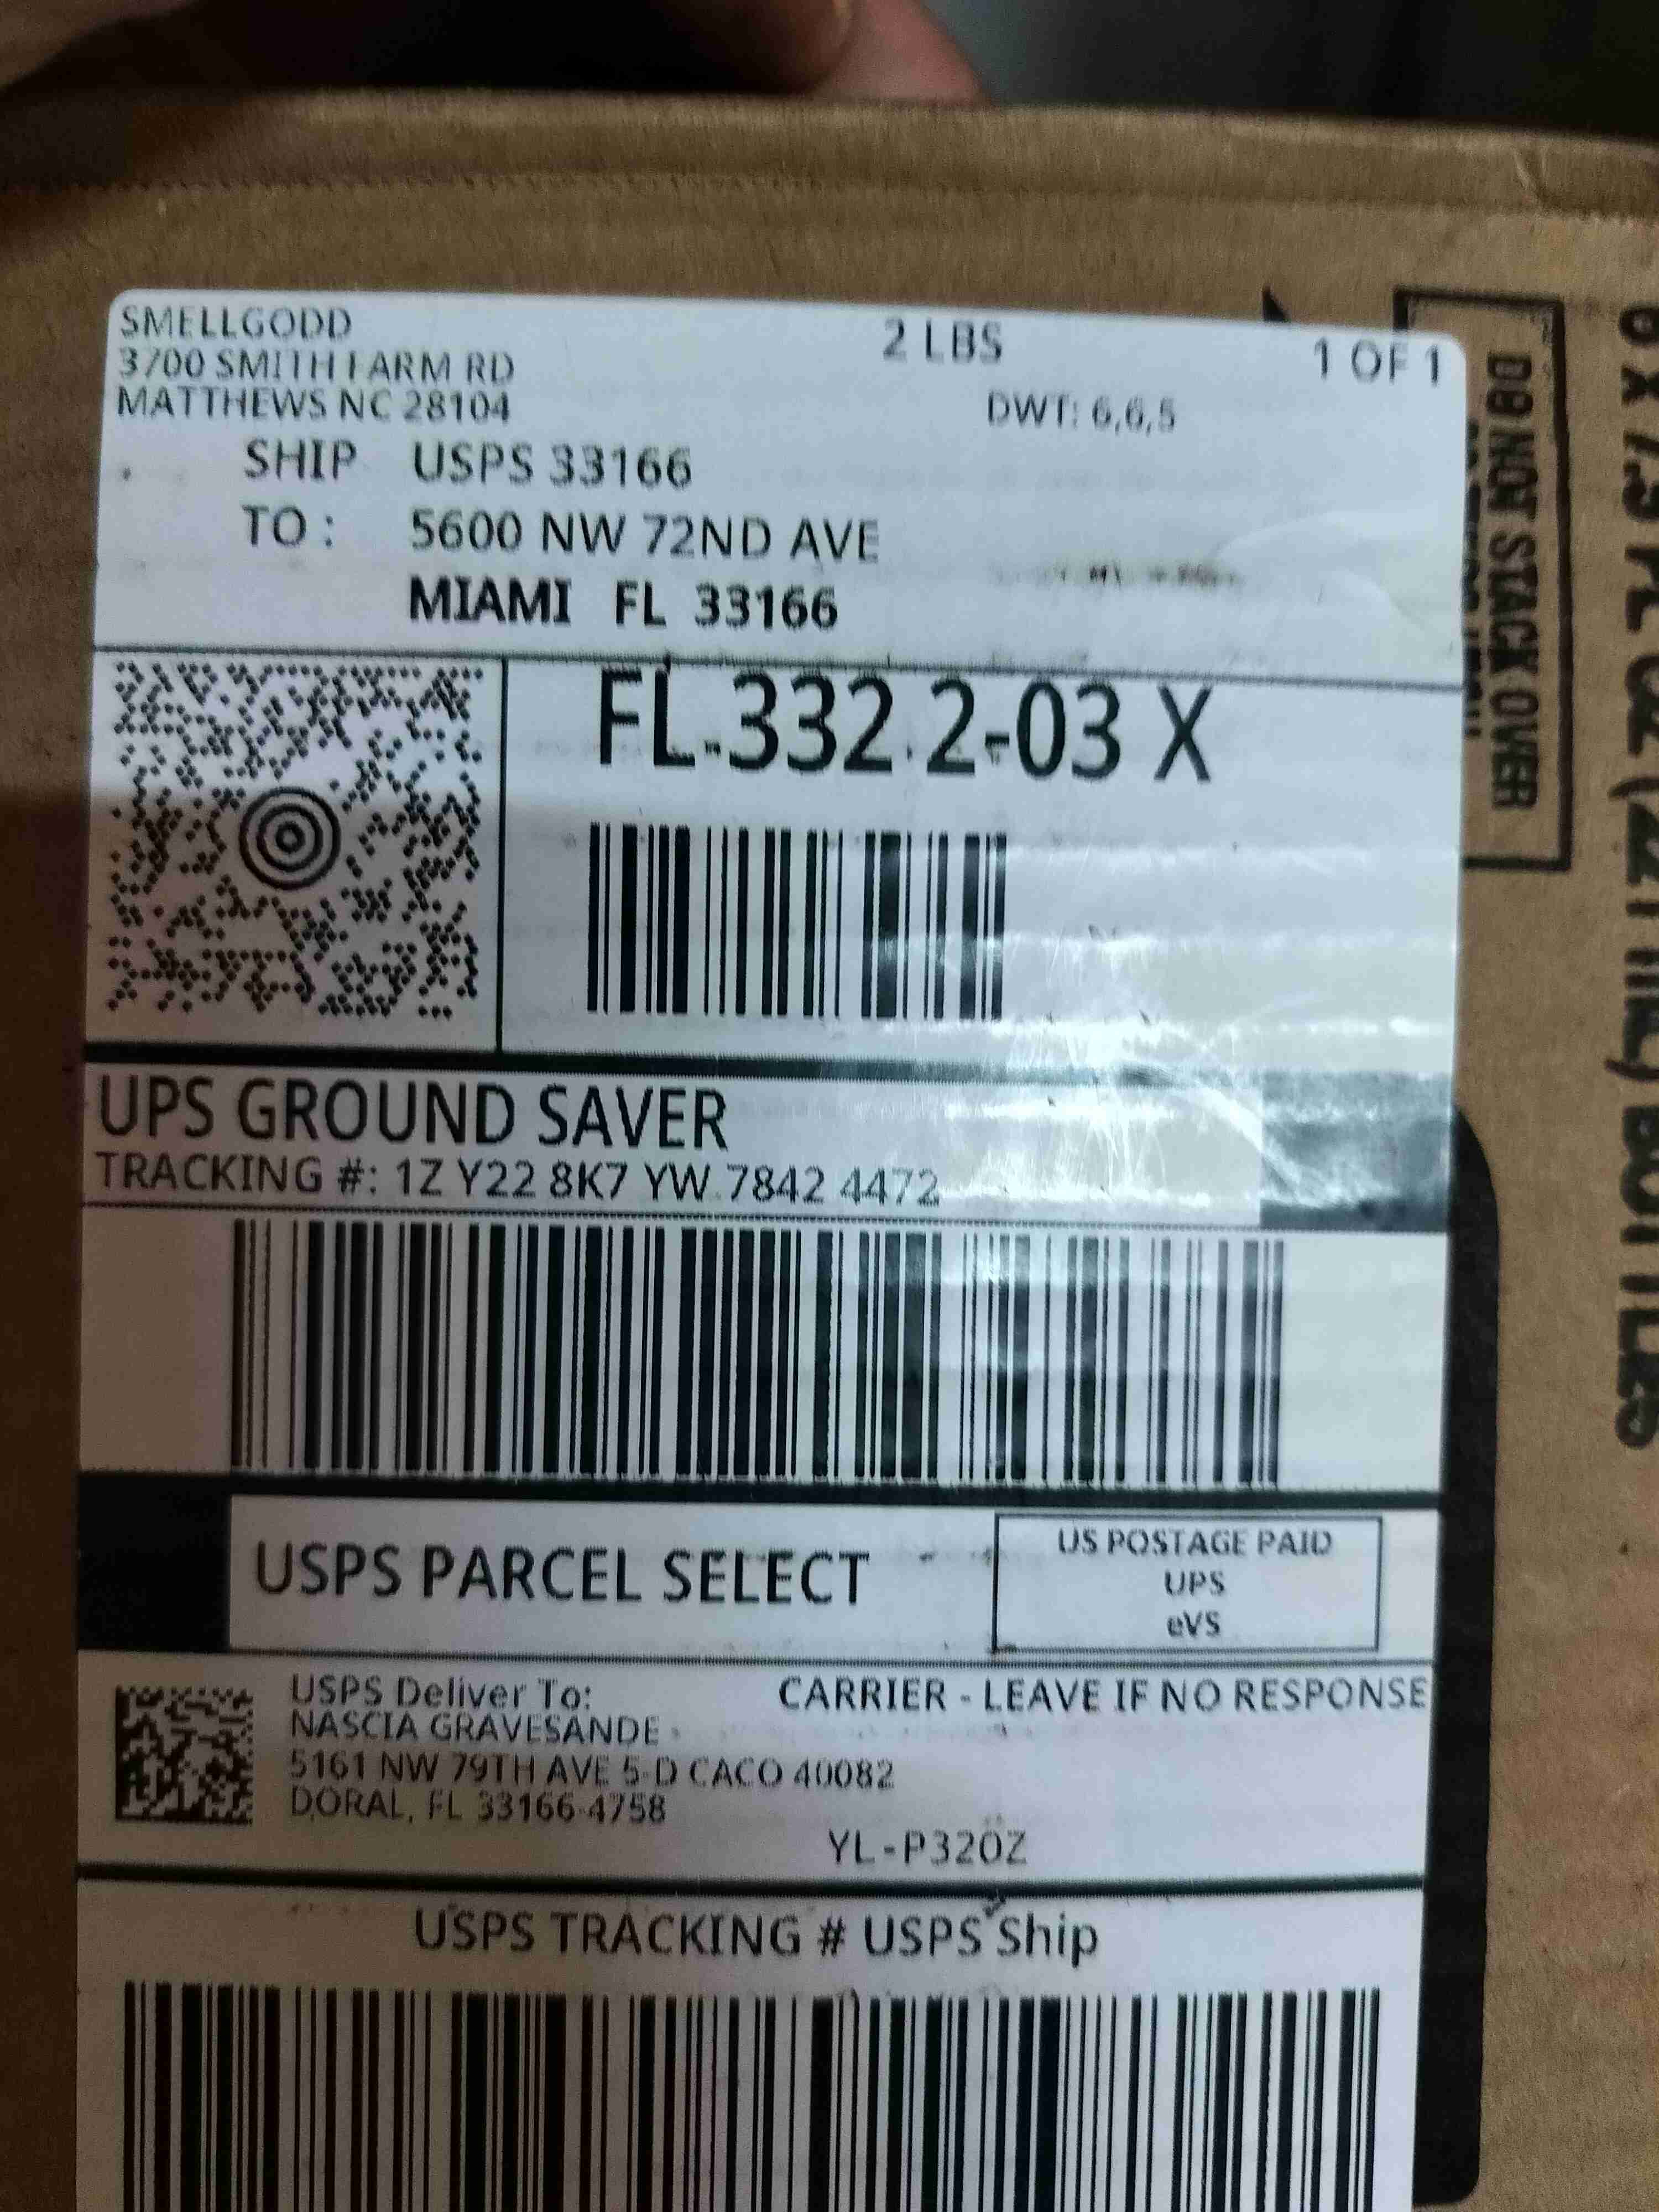 SMELLGODD
3700 SMITH FARM RD
MATTHEWS NC 28104
2 LBS
1 OF 1
DWT: 6,6,5
SHIP USPS 33166
TO : 5600 NW 72ND AVE
MIAMI FL 33166
FL 332 2-03 X
UPS GROUND SAVER
TRACKING #: 1Z Y22 8K7 YW 7842 4472
USPS PARCEL SELECT
US POSTAGE PAID
UPS
eVS
USPS Deliver To:
CARRIER - LEAVE IF NO RESPONSE
NASCIA GRAVESANDE
5161 NW 79TH AVE 5-D CACO 40082
DORAL, FL 33166-4758
YL-P320Z
USPS TRACKING # USPS Ship
DO NOT STACK OVER
BOTTLES